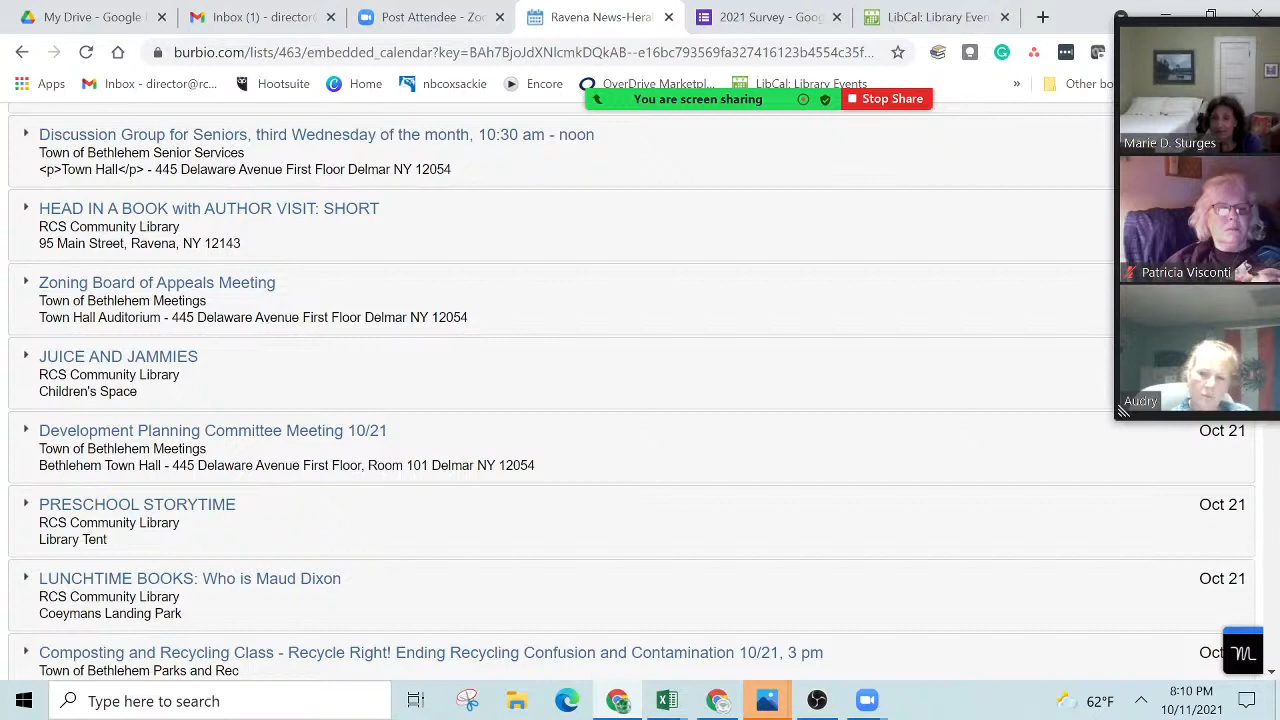 My Drive - Google
Inbox (1) - director@
Post Attendee - Zoom
Ravena News-Heral
2021 Survey - Goog
LibCal: Library Even
burbio.com/lists/463/embedded_calendar?key=BAh7BjoJdXNlcmkDQkAB--e16bc793569fa327416123b4554c35f...
Apps
Inbox - director@rc...
Hootsuite
Home
nbcot
Encore
OverDrive Marketpl...
LibCal: Library Events
»
Other bo
You are screen sharing
Stop Share
Discussion Group for Seniors, third Wednesday of the month, 10:30 am - noon
Town of Bethlehem Senior Services
<p>Town Hall</p> - 445 Delaware Avenue First Floor Delmar NY 12054
HEAD IN A BOOK with AUTHOR VISIT: SHORT
RCS Community Library
95 Main Street, Ravena, NY 12143
Zoning Board of Appeals Meeting
Town of Bethlehem Meetings
Town Hall Auditorium - 445 Delaware Avenue First Floor Delmar NY 12054
JUICE AND JAMMIES
RCS Community Library
Children's Space
Development Planning Committee Meeting 10/21
Oct 21
Town of Bethlehem Meetings
Bethlehem Town Hall - 445 Delaware Avenue First Floor, Room 101 Delmar NY 12054
PRESCHOOL STORYTIME
Oct 21
RCS Community Library
Library Tent
LUNCHTIME BOOKS: Who is Maud Dixon
Oct 21
RCS Community Library
Coeymans Landing Park
Composting and Recycling Class - Recycle Right! Ending Recycling Confusion and Contamination 10/21, 3 pm
Oct
Town of Bethlehem Parks and Rec
Marie D. Sturges
Patricia Visconti
Audry
Type here to search
62°F
8:10 PM
10/11/2021